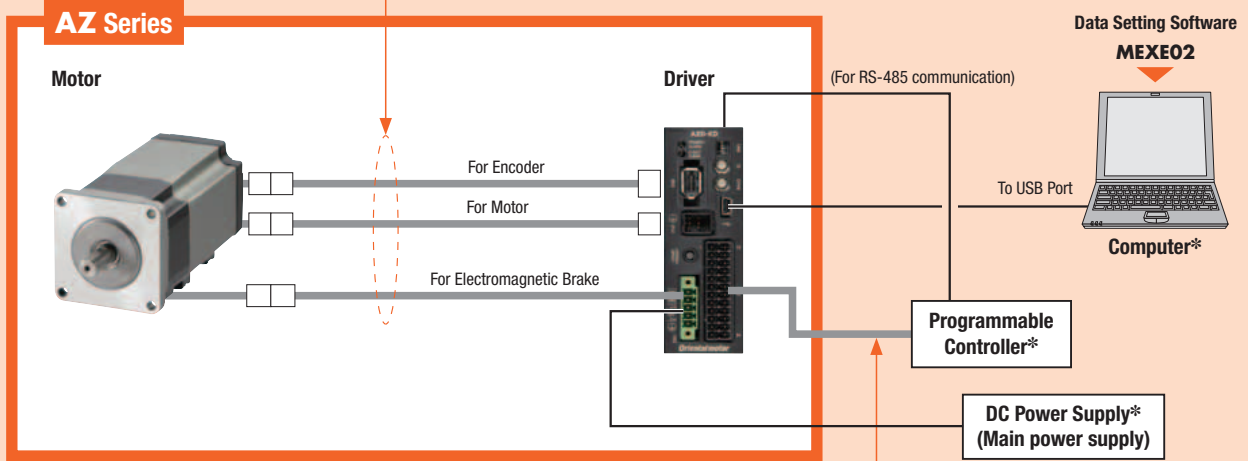 AZ Series
Data Setting Software
MEXE02
Motor
Driver
(For RS-485 communication)
For Encoder
For Motor
To USB Port
Computer*
For Electromagnetic Brake
Programmable
Controller*
Orientalmotor
DC Power Supply*
(Main power supply)